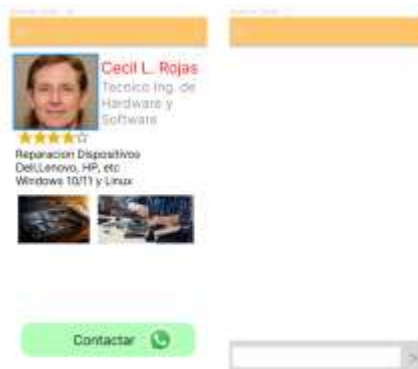 Cecil L. Rojas
Tecnico Ing. de
Hardware y
Software
Reparacion Dispositivos
Dell,Lenovo, HP, etc
Windows 10/11 y Linux
Contactar